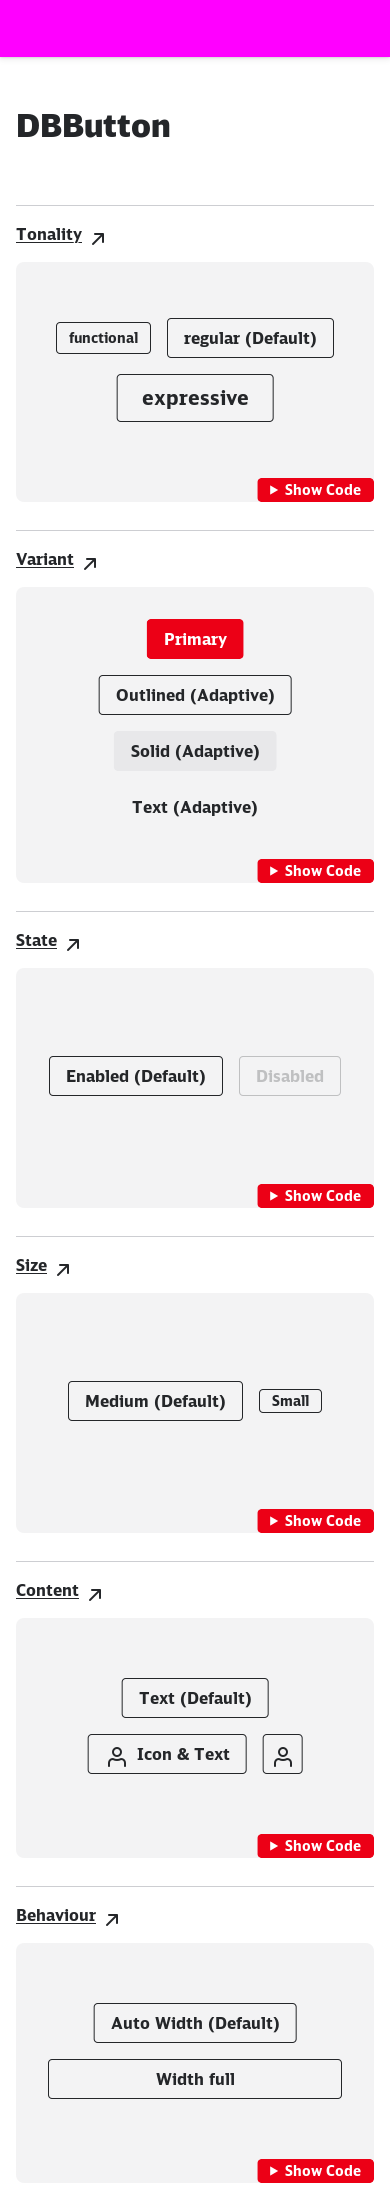 DBButton
Tonality
functional
regular (Default)
expressive
Show Code
Variant
Primary
Outlined (Adaptive)
Solid (Adaptive)
Text (Adaptive)
Show Code
State
Enabled (Default)
Disabled
Show Code
Size
Medium (Default)
Small
Show Code
Content
Text (Default)
Icon & Text
Show Code
Behaviour
Auto Width (Default)
Width full
Show Code